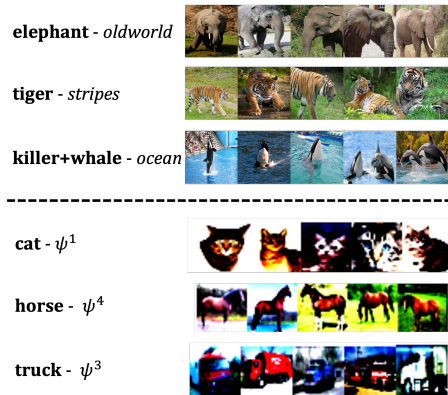 elephant - oldworld
tiger - stripes
killer+whale - ocean
cat - ψ¹
horse - ψ⁴
truck - ψ³